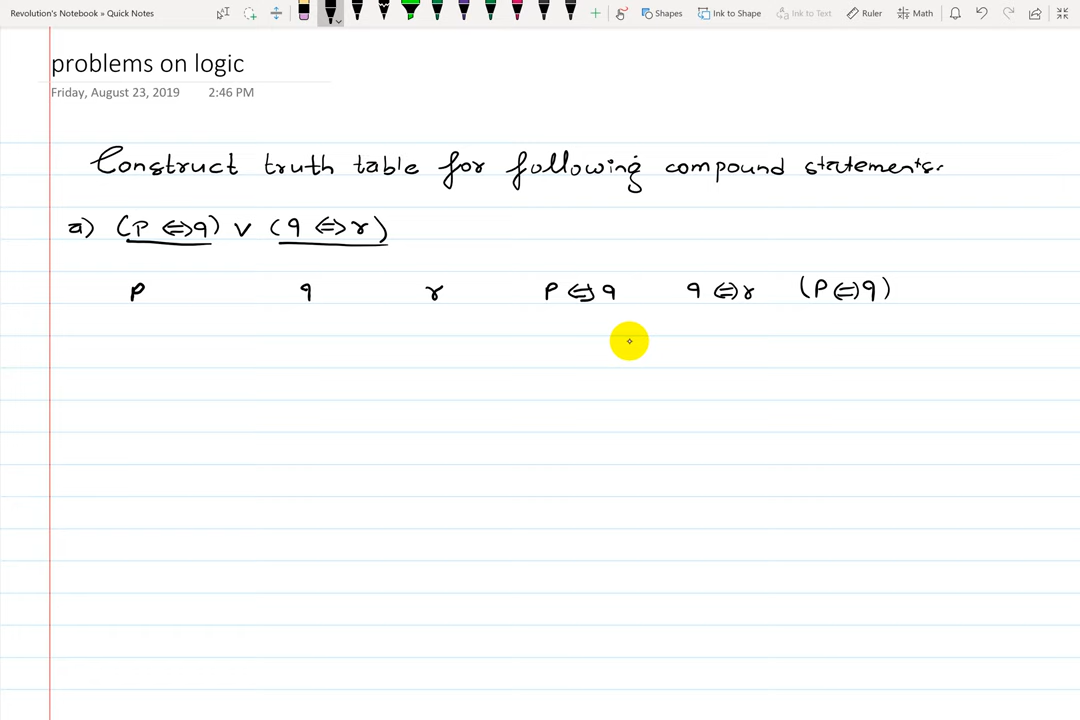 Revolution's Notebook » Quick Notes Shapes Ink to Shape Ink to Text Ruler Math
problems on logic
Friday, August 23, 2019 2:46 PM
Construct truth table for following compound statements.
a) (P ⇔ q) v (q ⇔ r)
P q r P ⇔ q q ⇔ r (P ⇔ q)